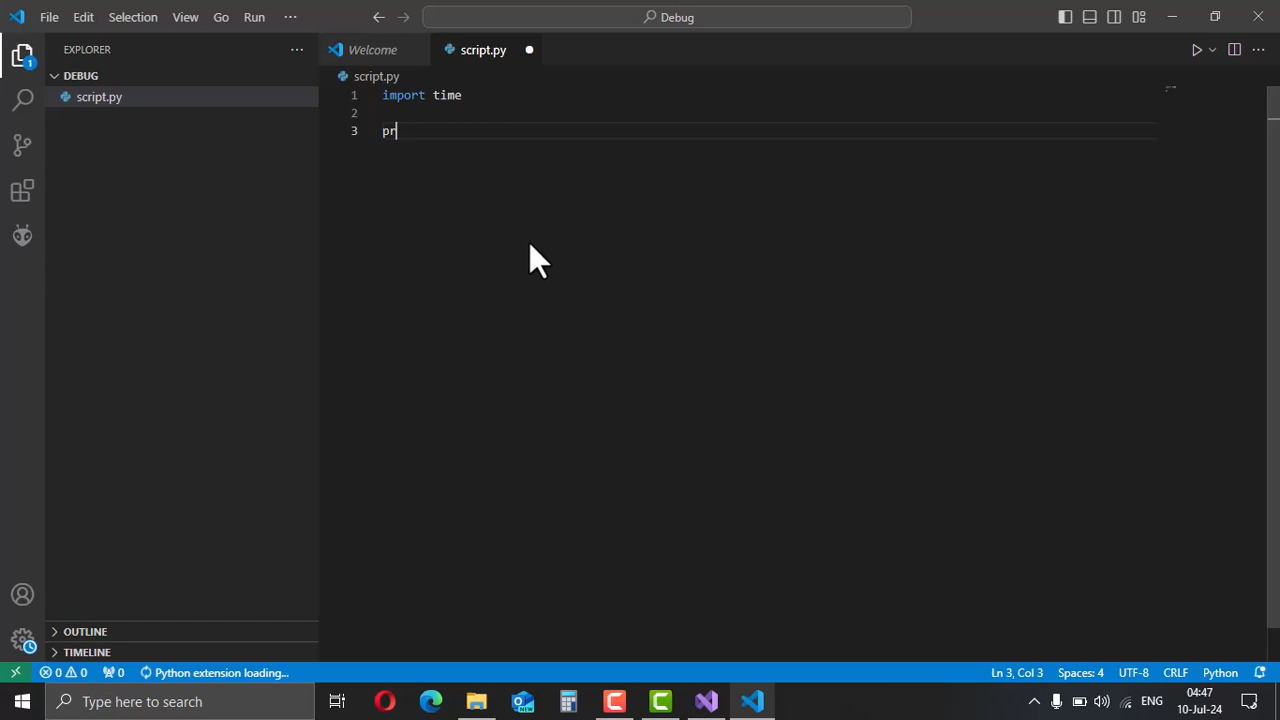 File Edit Selection View Go Run ... Debug
EXPLORER ...
Welcome script.py
DEBUG
script.py
script.py
1 import time
2
3 pr
1
OUTLINE
TIMELINE
0 0 0 Python extension loading... Ln 3, Col 3 Spaces: 4 UTF-8 CRLF Python
Type here to search
NEW
ENG
04:47
10-Jul-24